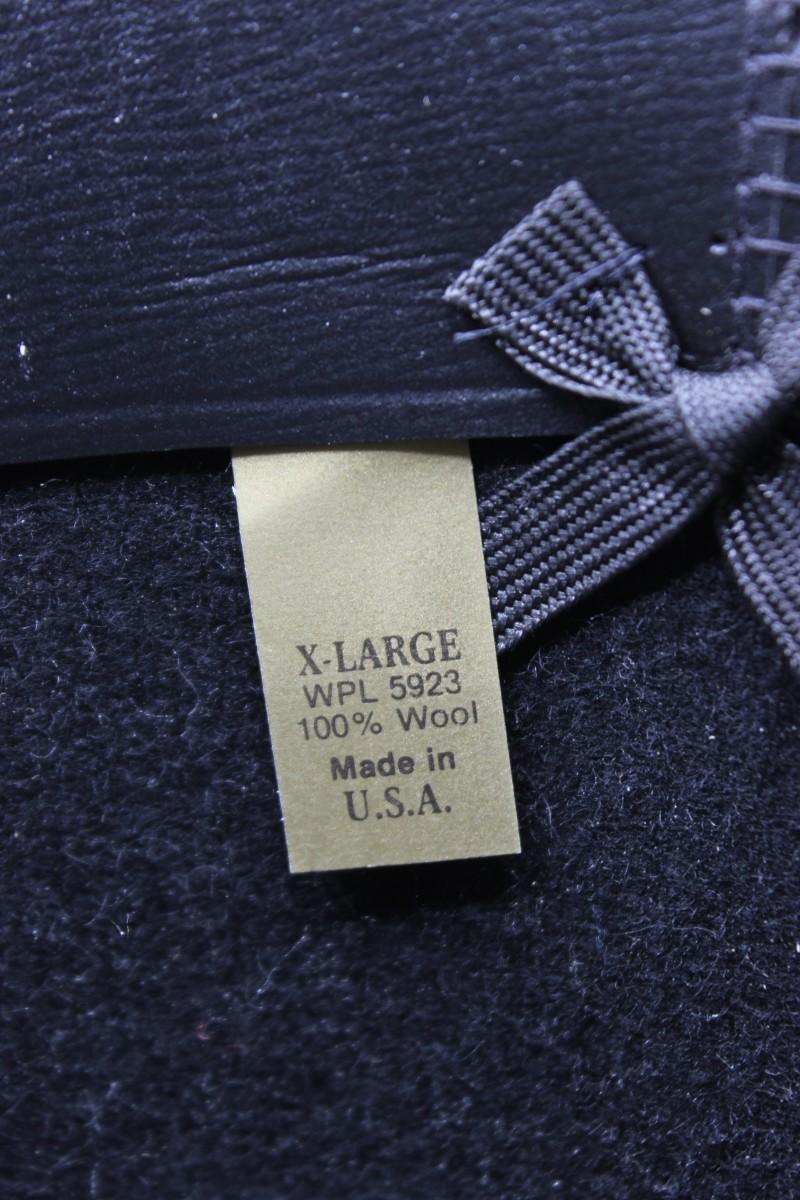 X-LARGE
WPL 5923
100% Wool
Made in
U.S.A.